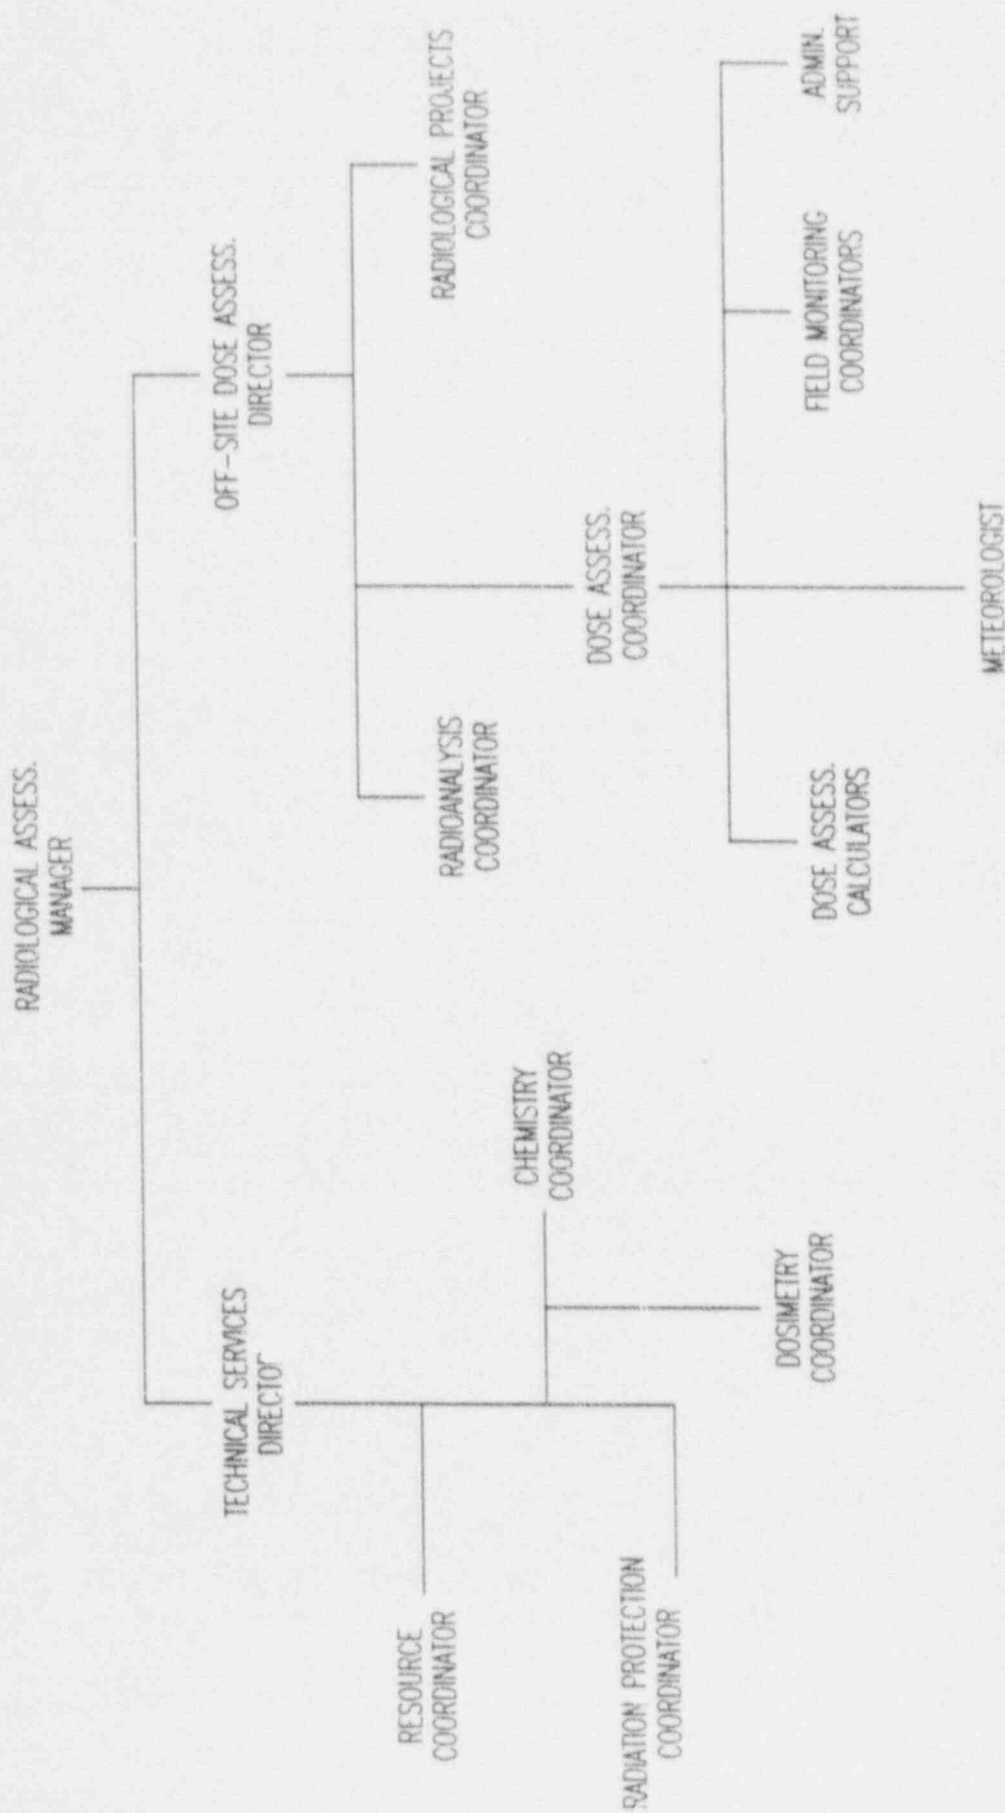 RADIOLOGICAL ASSESS.
MANAGER
TECHNICAL SERVICES
DIRECTOR
OFF-SITE DOSE ASSESS.
DIRECTOR
RESOURCE
COORDINATOR
CHEMISTRY
COORDINATOR
RADIATION PROTECTION
COORDINATOR
DOSIMETRY
COORDINATOR
RADIOANALYSIS
COORDINATOR
RADIOLOGICAL PROJECTS
COORDINATOR
DOSE ASSESS.
COORDINATOR
DOSE ASSESS.
CALCULATORS
FIELD MONITORING
COORDINATORS
ADMIN.
SUPPORT
METEOROLOGIST